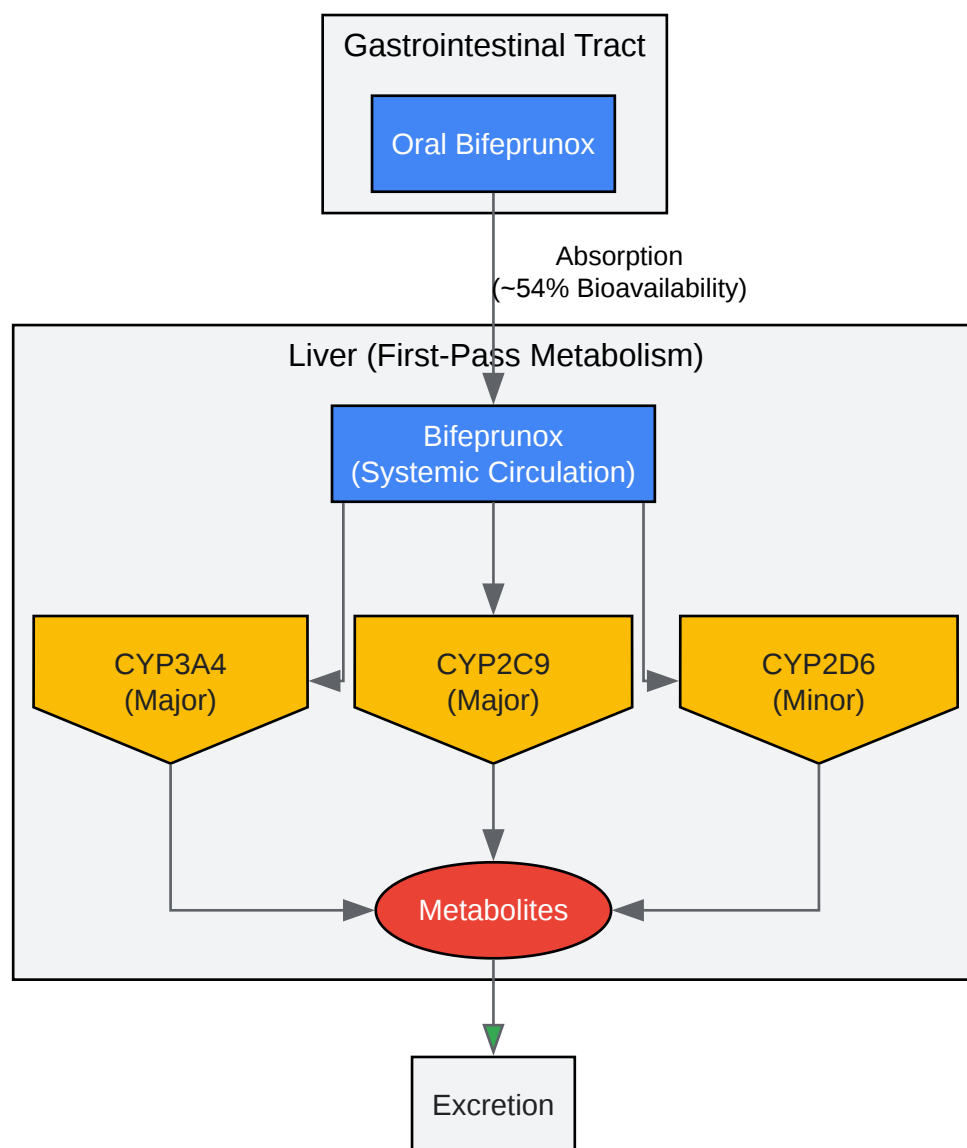 Gastrointestinal Tract
Oral Bifeprunox
Absorption
(~54% Bioavailability)
Liver (First-Pass Metabolism)
Bifeprunox
(Systemic Circulation)
CYP3A4
(Major)
CYP2C9
(Major)
CYP2D6
(Minor)
Metabolites
Excretion